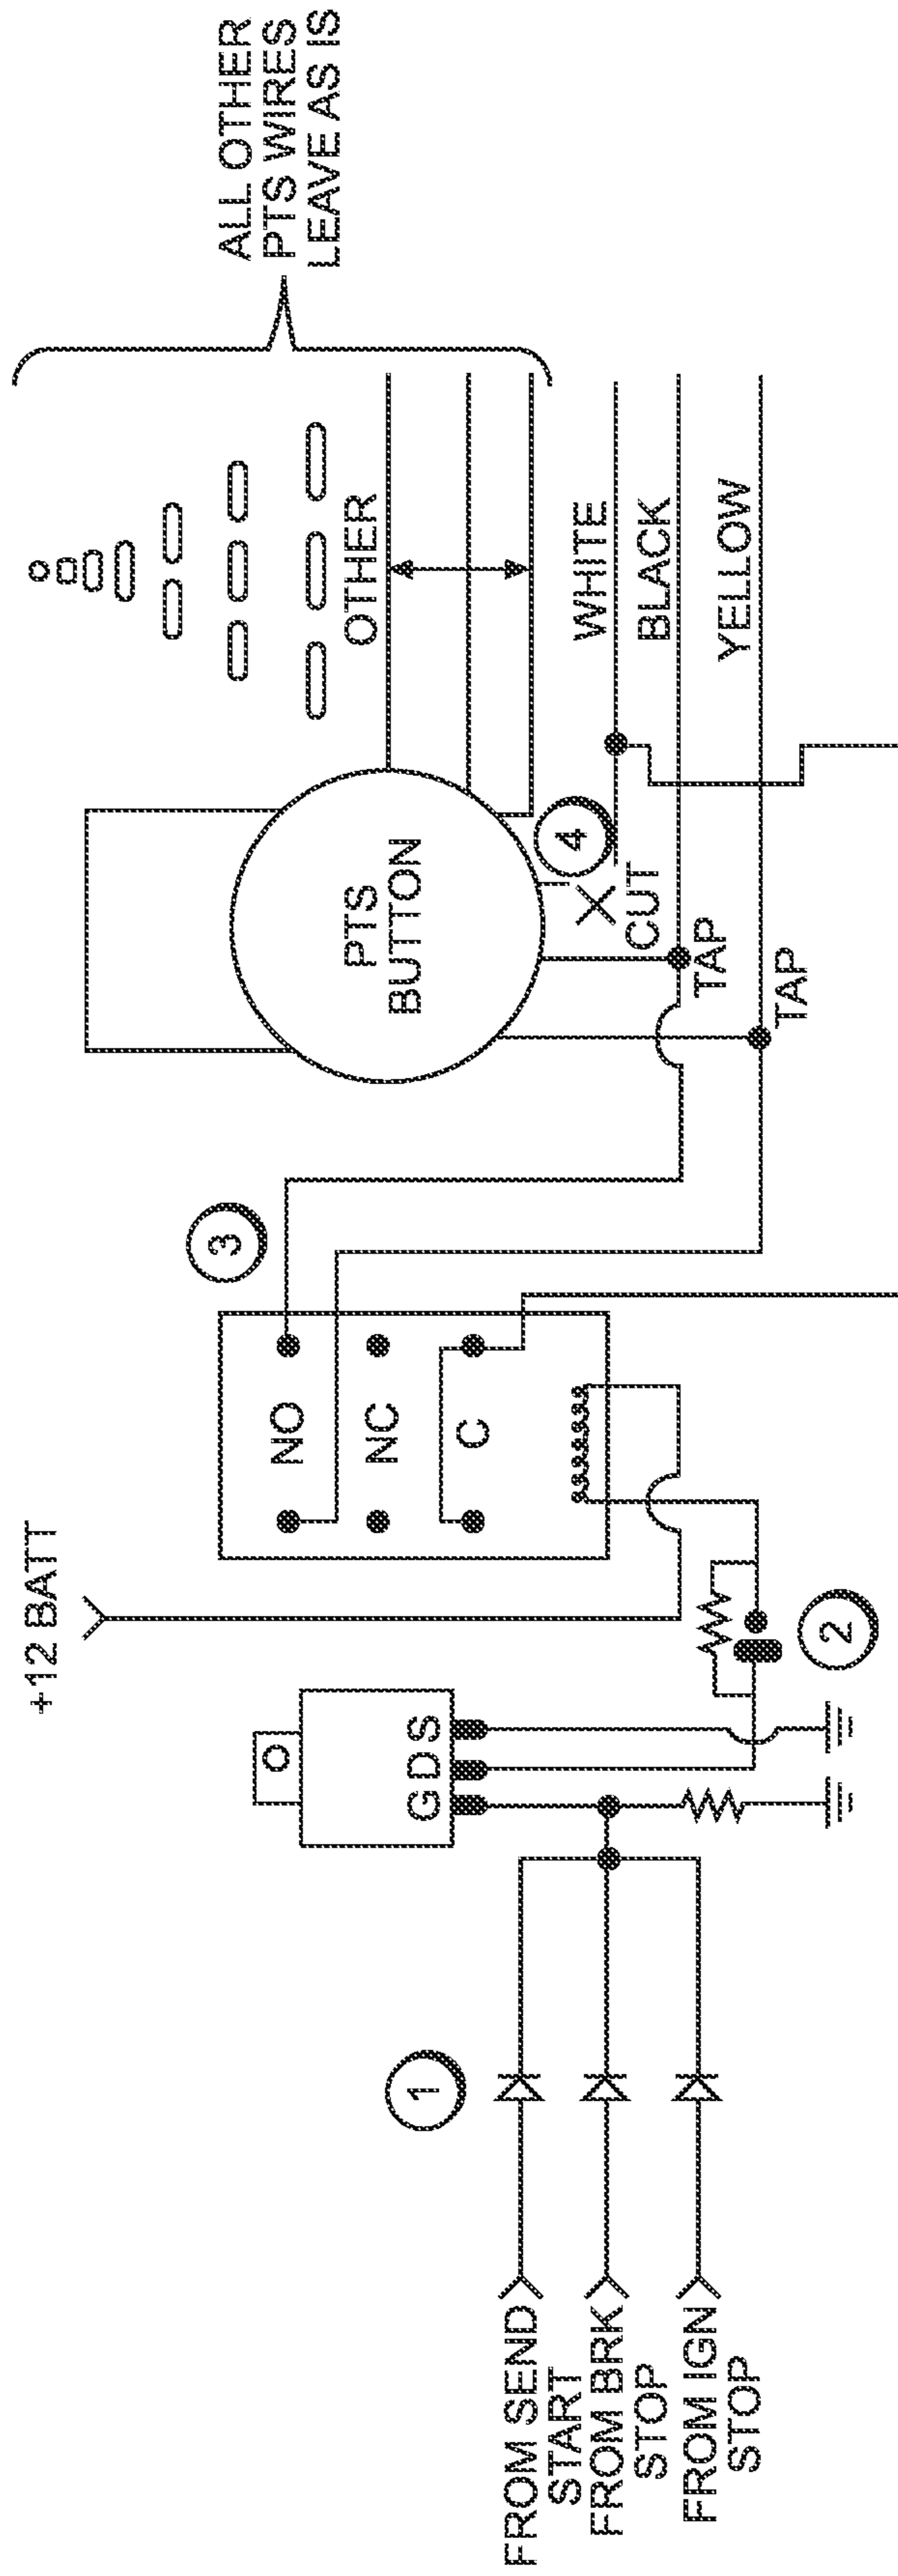 FROM SEND
START
FROM BRK
STOP
FROM IGN
STOP
1
G D S
+12 BATT
2
NO
NC
C
3
PTS
BUTTON
4
CUT
TAP
TAP
OTHER
WHITE
BLACK
YELLOW
ALL OTHER
PTS WIRES
LEAVE AS IS